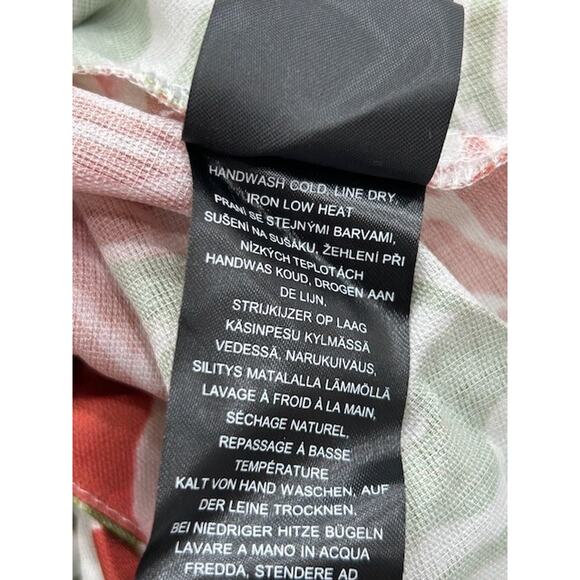 HANDWASH COLD, LINE DRY,
IRON LOW HEAT
PRANI SE STEJNÝMI BARVAMI,
SUŠENI NA SUŠÁKU, ŽEHLENÍ PŘI
NÍZKÝCH TEPLOTÁCH
HANDWAS KOUD, DROGEN AAN
DE LIJN,
STRIJKIJZER OP LAAG
KÄSINPESU KYLMÄSSÄ
VEDESSÄ, NARUKUIVAUS,
SILITYS MATALALLA LÄMMÖLLÄ
LAVAGE À FROID À LA MAIN,
SÉCHAGE NATUREL,
REPASSAGE À BASSE
TEMPÉRATURE
KALT VON HAND WASCHEN, AUF
DER LEINE TROCKNEN,
BEI NIEDRIGER HITZE BÜGELN
LAVARE A MANO IN ACQUA
FREDDA, STENDERE AD